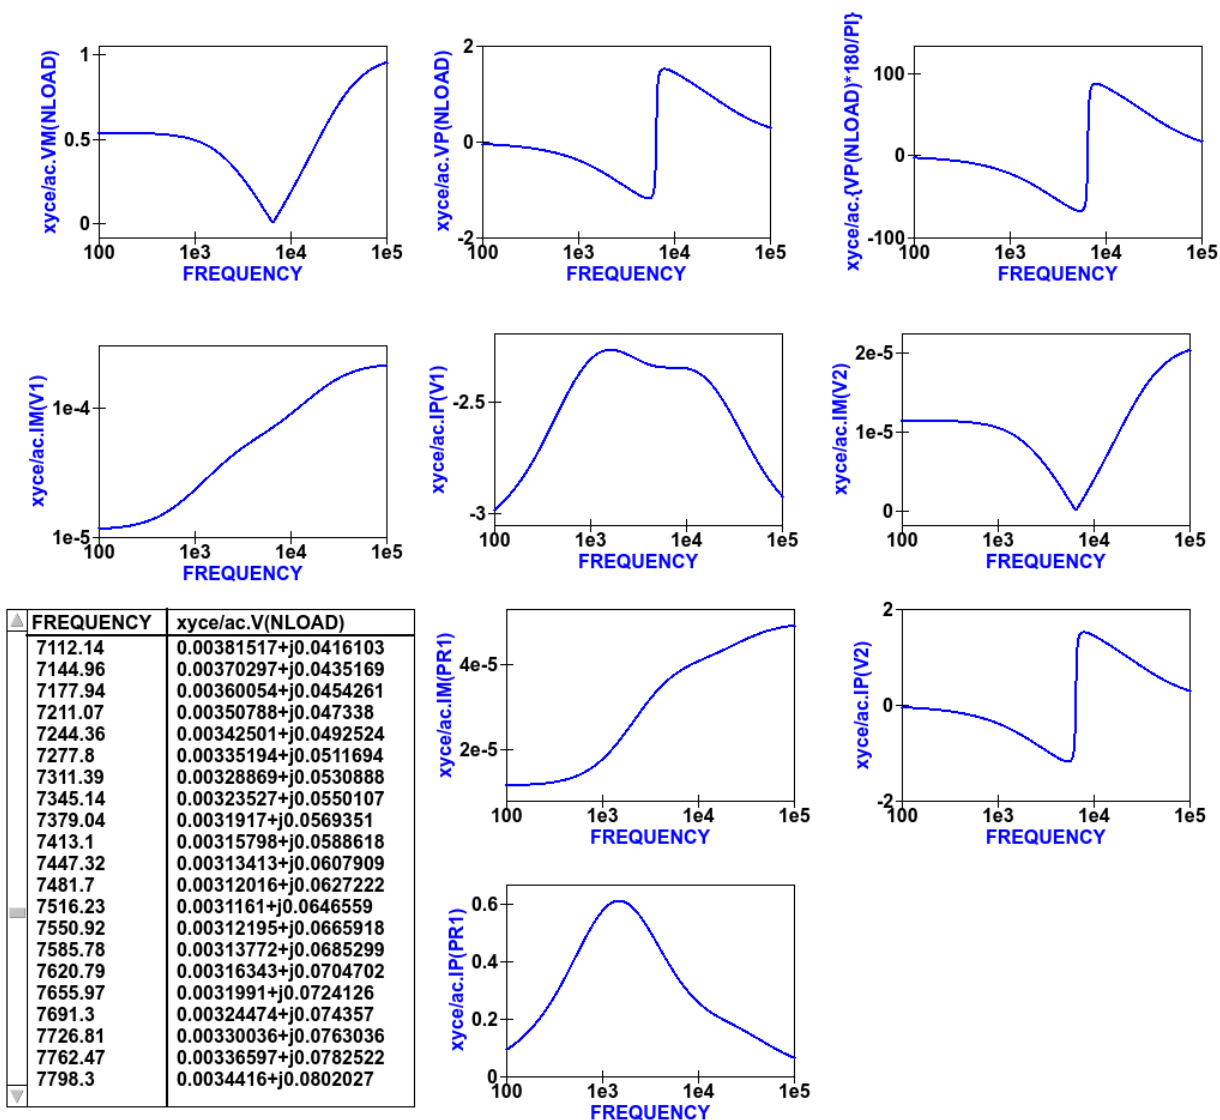 xyce/ac.VM(NLOAD)
1
0.5
0
100 1e3 1e4 1e5
FREQUENCY
xyce/ac.VP(NLOAD)
2
0
-2
100 1e3 1e4 1e5
FREQUENCY
xyce/ac.{VP(NLOAD)*180/PI}
100
0
-100
100 1e3 1e4 1e5
FREQUENCY
xyce/ac.IM(V1)
1e-4
1e-5
100 1e3 1e4 1e5
FREQUENCY
xyce/ac.IP(V1)
-2.5
-3
100 1e3 1e4 1e5
FREQUENCY
xyce/ac.IM(V2)
2e-5
1e-5
0
100 1e3 1e4 1e5
FREQUENCY
FREQUENCY xyce/ac.V(NLOAD)
7112.14 0.00381517+j0.0416103
7144.96 0.00370297+j0.0435169
7177.94 0.00360054+j0.0454261
7211.07 0.00350788+j0.047338
7244.36 0.00342501+j0.0492524
7277.8 0.00335194+j0.0511694
7311.39 0.00328869+j0.0530888
7345.14 0.00323527+j0.0550107
7379.04 0.0031917+j0.0569351
7413.1 0.00315798+j0.0588618
7447.32 0.00313413+j0.0607909
7481.7 0.00312016+j0.0627222
7516.23 0.0031161+j0.0646559
7550.92 0.00312195+j0.0665918
7585.78 0.00313772+j0.0685299
7620.79 0.00316343+j0.0704702
7655.97 0.0031991+j0.0724126
7691.3 0.00324474+j0.074357
7726.81 0.00330036+j0.0763036
7762.47 0.00336597+j0.0782522
7798.3 0.0034416+j0.0802027
xyce/ac.IM(PR1)
4e-5
2e-5
100 1e3 1e4 1e5
FREQUENCY
xyce/ac.IP(V2)
2
0
-2
100 1e3 1e4 1e5
FREQUENCY
xyce/ac.IP(PR1)
0.6
0.4
0.2
0
100 1e3 1e4 1e5
FREQUENCY